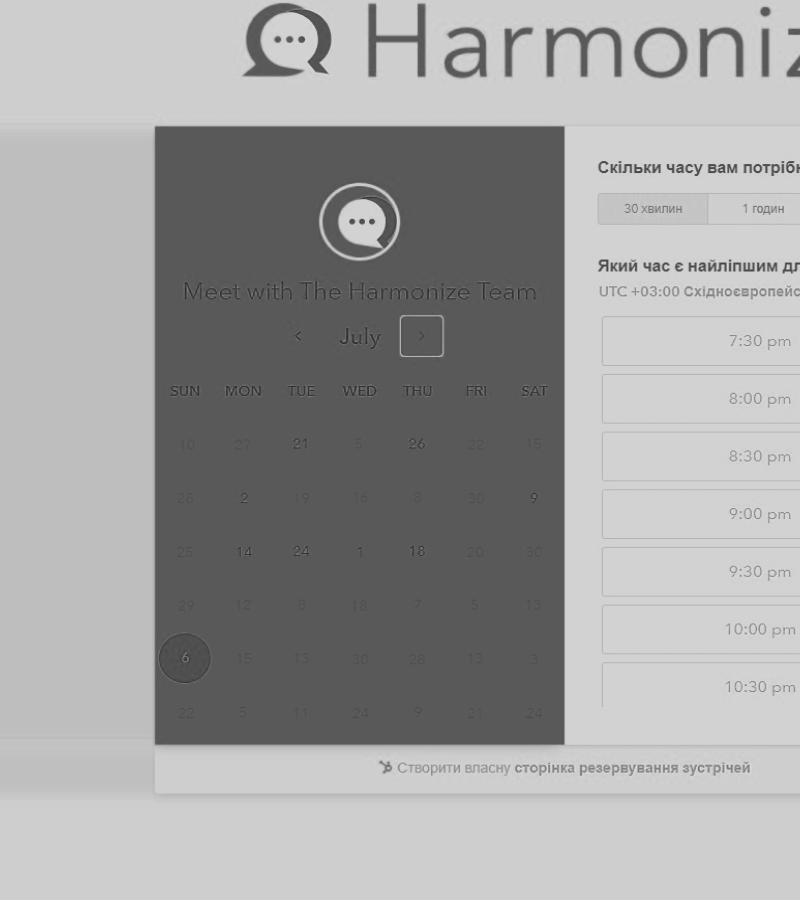 Harmoniz
Meet with The Harmonize Team
< July >
SUN MON TUE WED THU FRI SAT
10 27 21 5 26 22 15
26 2 19 16 8 30 9
25 14 24 1 18 20 30
29 12 8 18 7 5 13
6 15 13 30 28 13 3
22 5 11 24 9 21 24
Скільки часу вам
30 хвилин 1 годин
Який час є найліпшим
UTC +03:00
7:30 pm
8:00 pm
8:30 pm
9:00 pm
9:30 pm
10:00 pm
10:30 pm
Створити власну сторінка резервування зустрічей